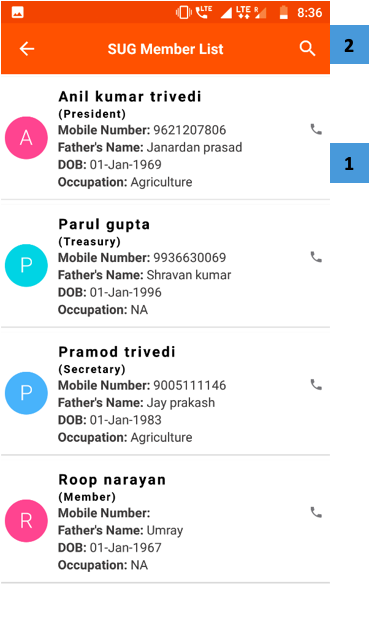 LTE LTE R 8:36
SUG Member List
2
Anil kumar trivedi
(President)
A
Mobile Number: 9621207806
Father's Name: Janardan prasad
1
DOB: 01-Jan-1969
Occupation: Agriculture
Parul gupta
(Treasury)
P
Mobile Number: 9936630069
Father's Name: Shravan kumar
DOB: 01-Jan-1996
Occupation: NA
Pramod trivedi
(Secretary)
P
Mobile Number: 9005111146
Father's Name: Jay prakash
DOB: 01-Jan-1983
Occupation: Agriculture
Roop narayan
(Member)
R
Mobile Number:
Father's Name: Umray
DOB: 01-Jan-1967
Occupation: NA